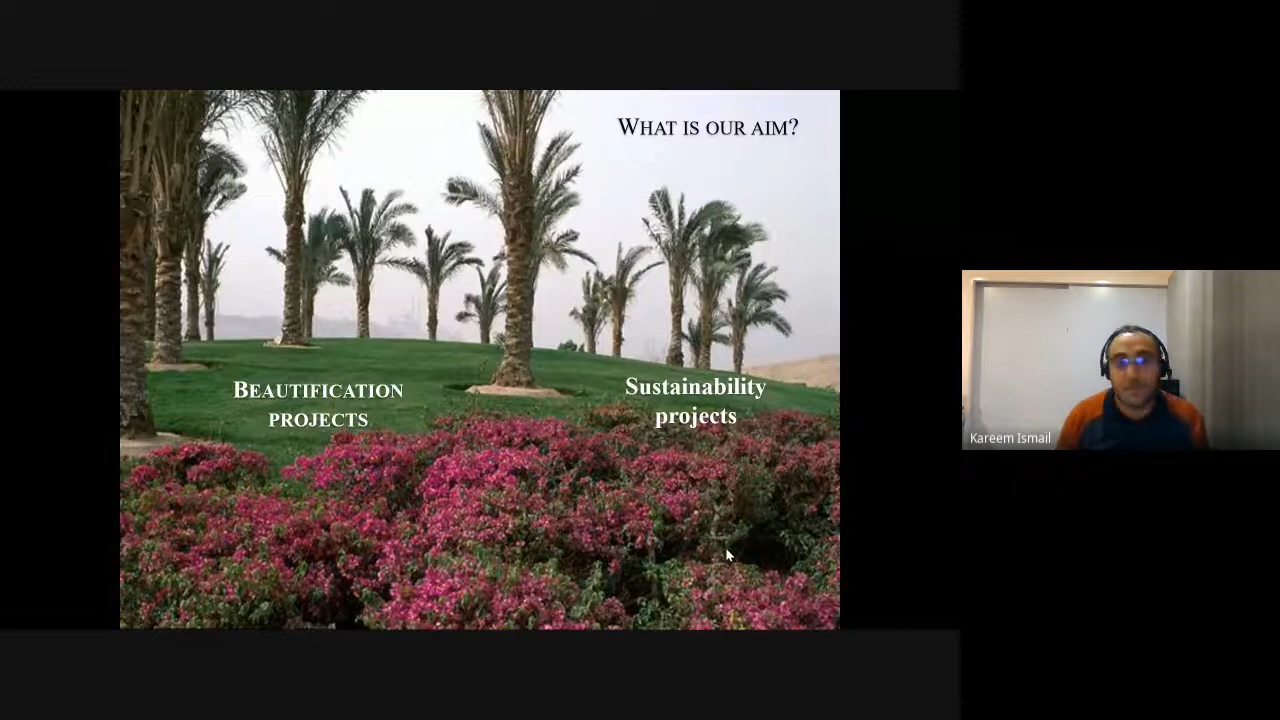 WHAT IS OUR AIM?
BEAUTIFICATION
PROJECTS
Sustainability
projects
Kareem Ismail